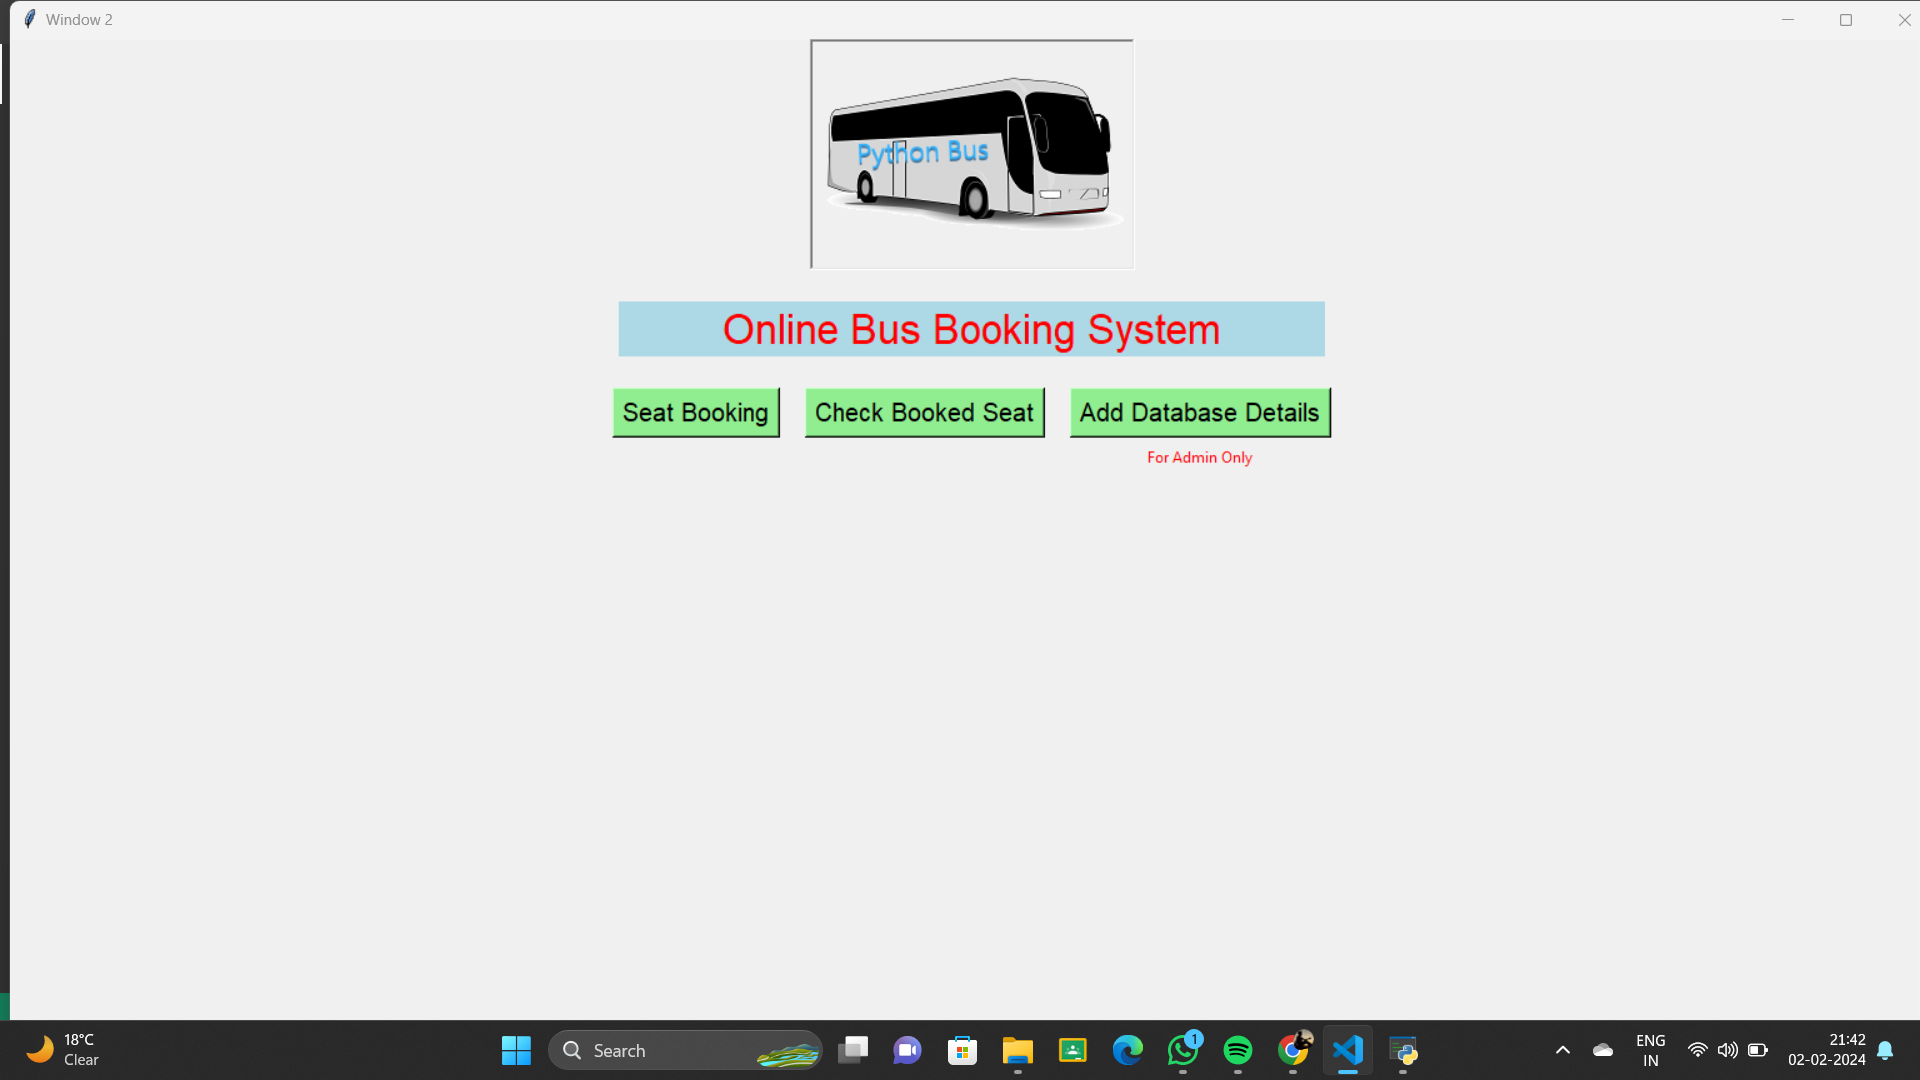 Window 2
Python Bus
Online Bus Booking System
Seat Booking
Check Booked Seat
Add Database Details
For Admin Only
18°C
Clear
Search
1
ENG
IN
21:42
02-02-2024